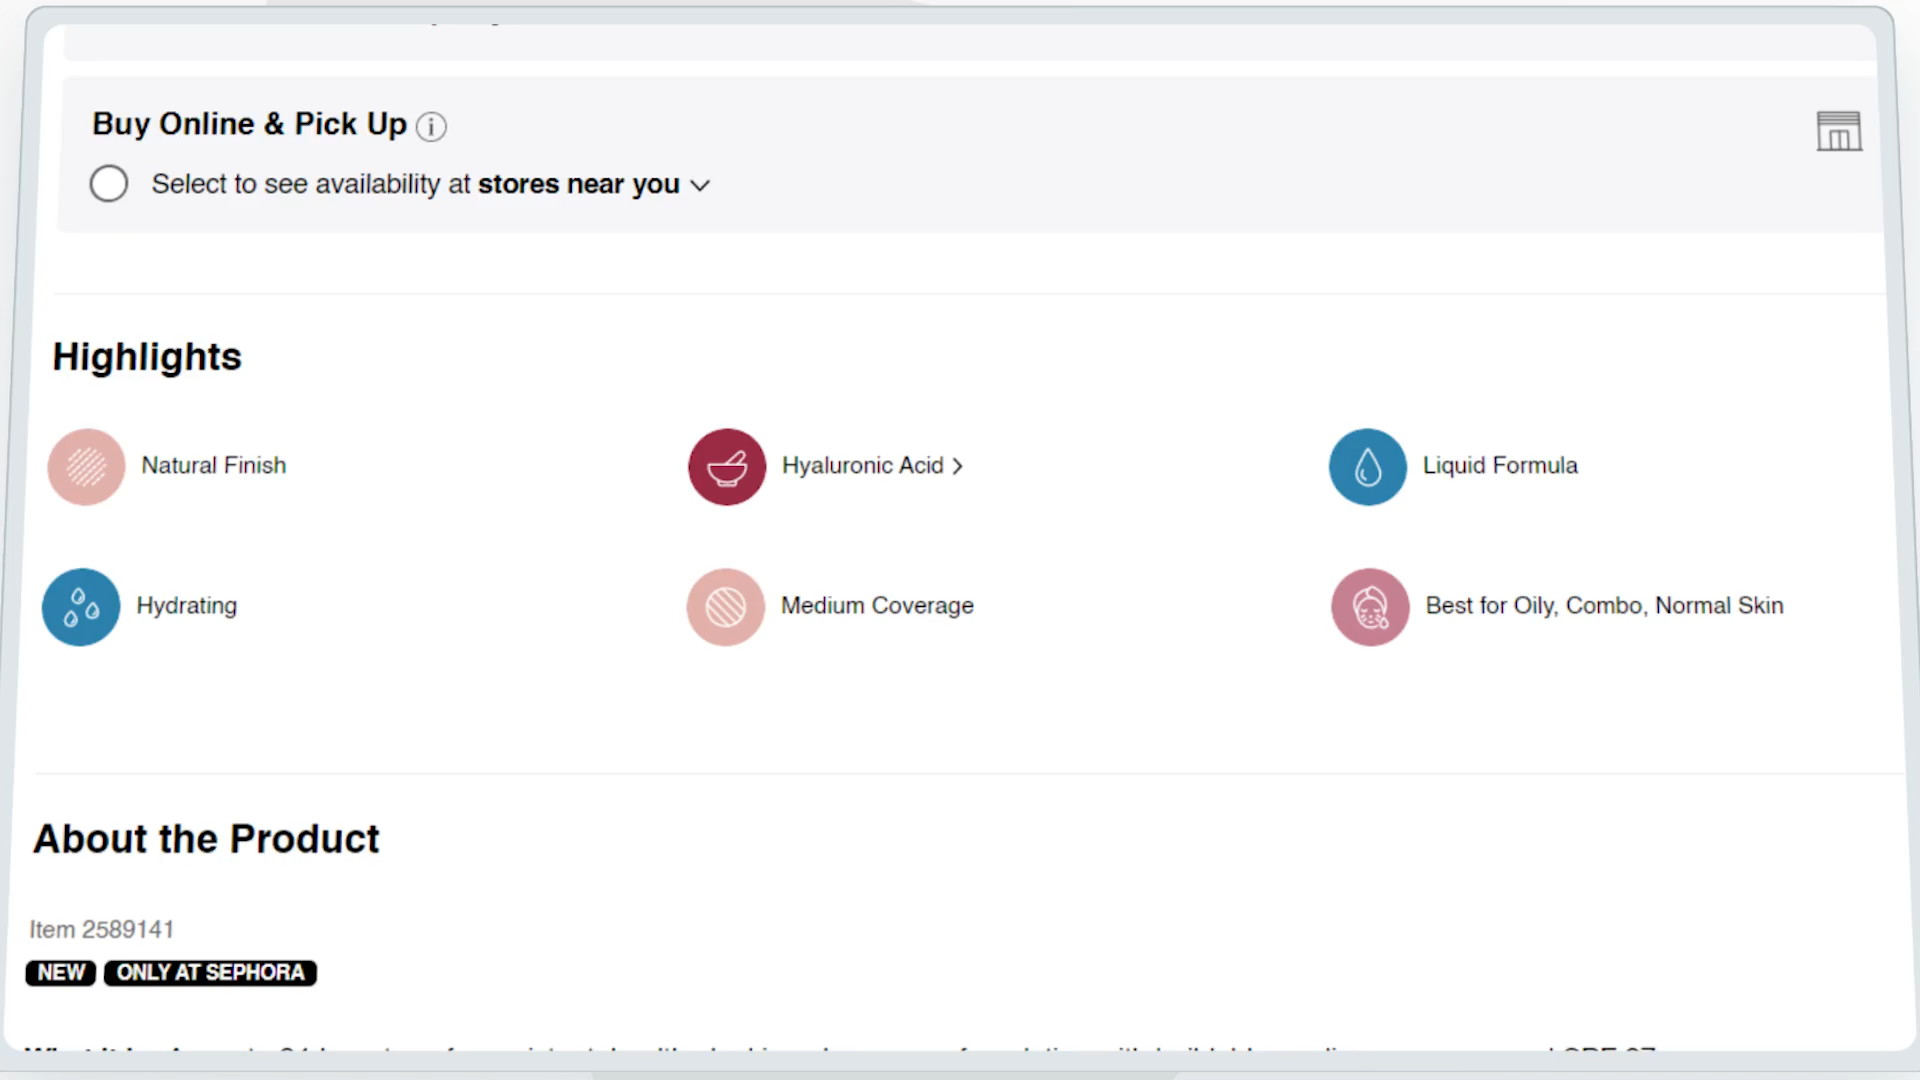 Buy Online & Pick Up
Select to see availability at stores near you
Highlights
Natural Finish
Hyaluronic Acid
Liquid Formula
Hydrating
Medium Coverage
Best for Oily, Combo, Normal Skin
About the Product
Item 2589141
NEW ONLY AT SEPHORA